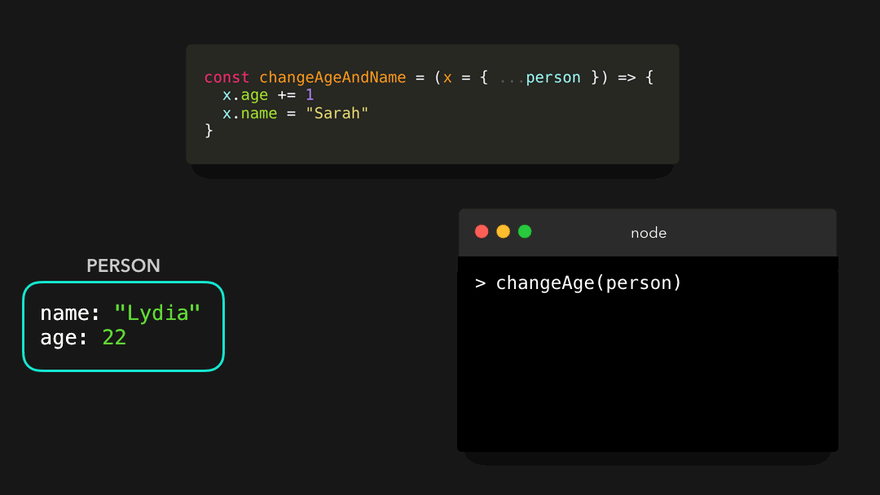 const changeAgeAndName = (x = { ...person }) => {
  x.age += 1
  x.name = "Sarah"
}
PERSON
name: "Lydia"
age: 22
node
> changeAge(person)